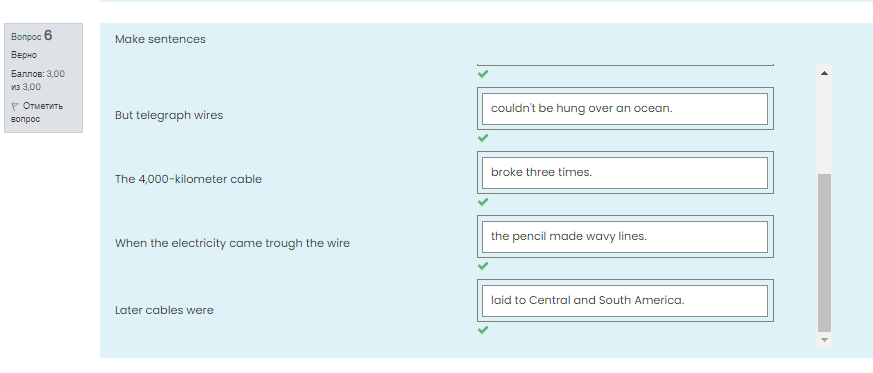 Вопрос 6
Верно
Баллов: 3,00
из 3,00
Отметить
вопрос
Make sentences
But telegraph wires
couldn't be hung over an ocean.
The 4,000-kilometer cable
broke three times.
When the electricity came trough the wire
the pencil made wavy lines.
Later cables were
laid to Central and South America.